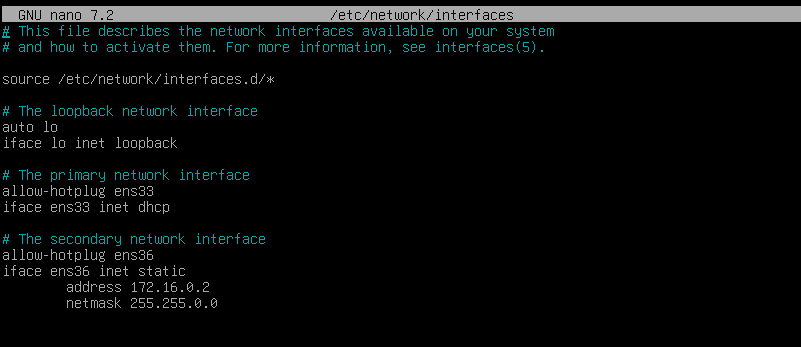 GNU nano 7.2 /etc/network/interfaces
# This file describes the network interfaces available on your system
# and how to activate them. For more information, see interfaces(5).
source /etc/network/interfaces.d/*
# The loopback network interface
auto lo
iface lo inet loopback
# The primary network interface
allow-hotplug ens33
iface ens33 inet dhcp
# The secondary network interface
allow-hotplug ens36
iface ens36 inet static
address 172.16.0.2
netmask 255.255.0.0